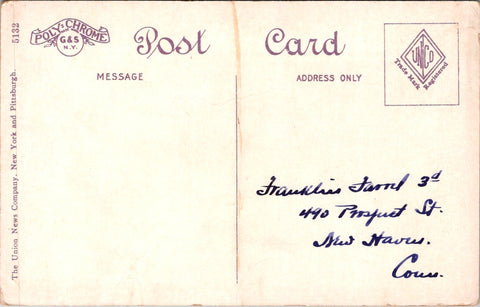 5132
POLY-CHROME
G&S
N.Y.
Post Card
MESSAGE
ADDRESS ONLY
UNCO
Trade Mark Registered
The Union News Company, New York and Pittsburgh.
Franklin 3d
490 Prospect St.
New Haven.
Conn.